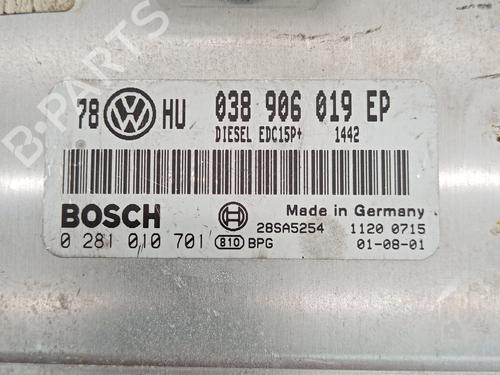 B-PARTS
78 HU 038 906 019 EP
DIESEL EDC15P+ 1442
BOSCH
Made in Germany
0 281 010 701 810 BPG 28SA5254 1120 0715
01-08-01